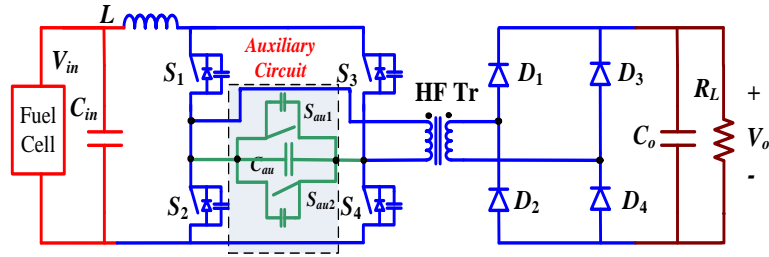 L
Auxiliary
Circuit
V_in
S_1
S_3
D_1
D_3
HF Tr
R_L
+
C_in
S_au1
Fuel
Cell
C_au
C_o
V_o
S_2
S_au2
S_4
D_2
D_4
-